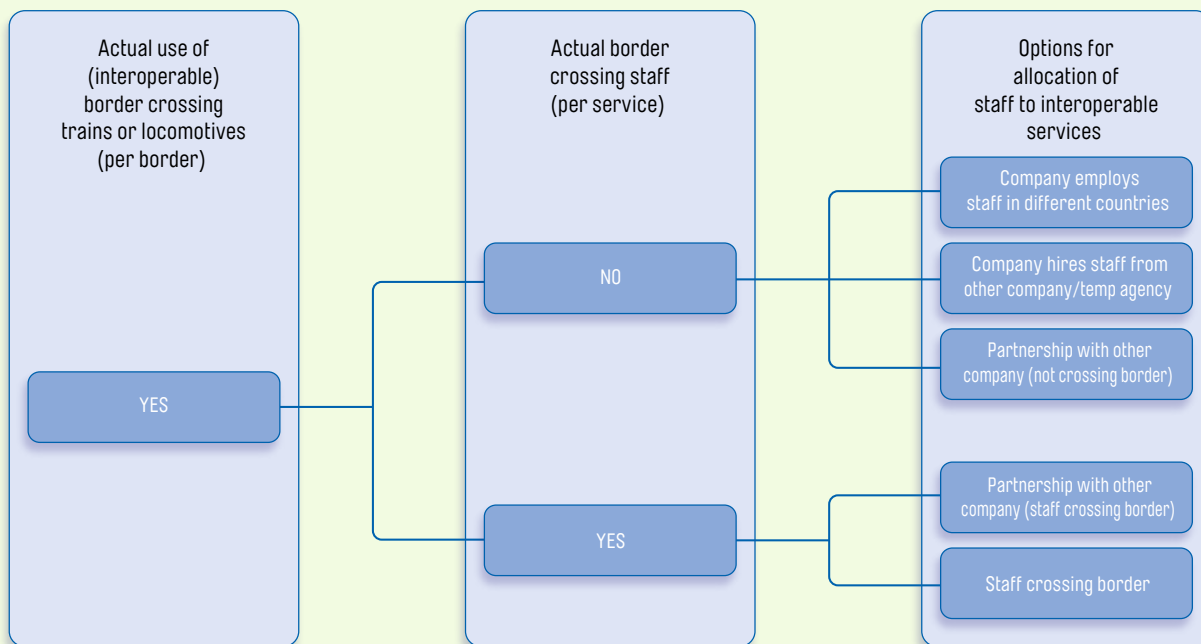 Actual use of
(interoperable)
border crossing
trains or locomotives
(per border)
YES
Actual border
crossing staff
(per service)
NO
YES
Options for
allocation of
staff to interoperable
services
Company employs
staff in different countries
Company hires staff from
other company/temp agency
Partnership with other
company (not crossing border)
Partnership with other
company (staff crossing border)
Staff crossing border